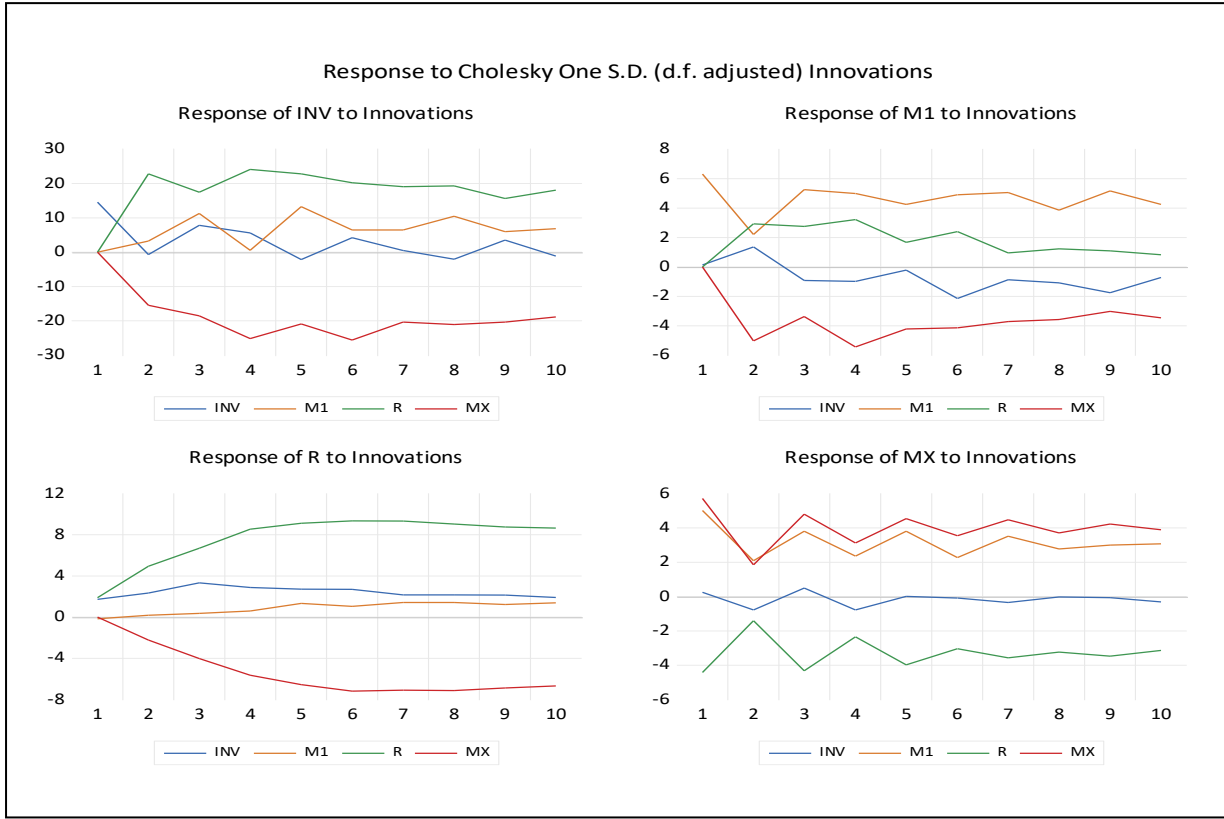 Response to Cholesky One S.D. (d.f. adjusted) Innovations
Response of INV to Innovations
30
20
10
0
-10
-20
-30
1 2 3 4 5 6 7 8 9 10
INV M1 R MX
Response of M1 to Innovations
8
6
4
2
0
-2
-4
-6
1 2 3 4 5 6 7 8 9 10
INV M1 R MX
Response of R to Innovations
12
8
4
0
-4
-8
1 2 3 4 5 6 7 8 9 10
INV M1 R MX
Response of MX to Innovations
6
4
2
0
-2
-4
-6
1 2 3 4 5 6 7 8 9 10
INV M1 R MX